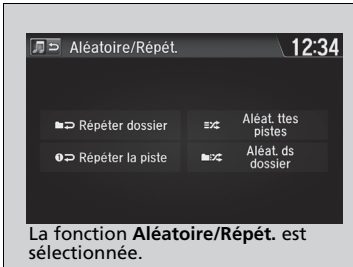 Aléatoire/Répét.
12:34
Répéter dossier
Aléat. ttes
pistes
Répéter la piste
Aléat. ds
dossier
La fonction Aléatoire/Répét. est
sélectionnée.